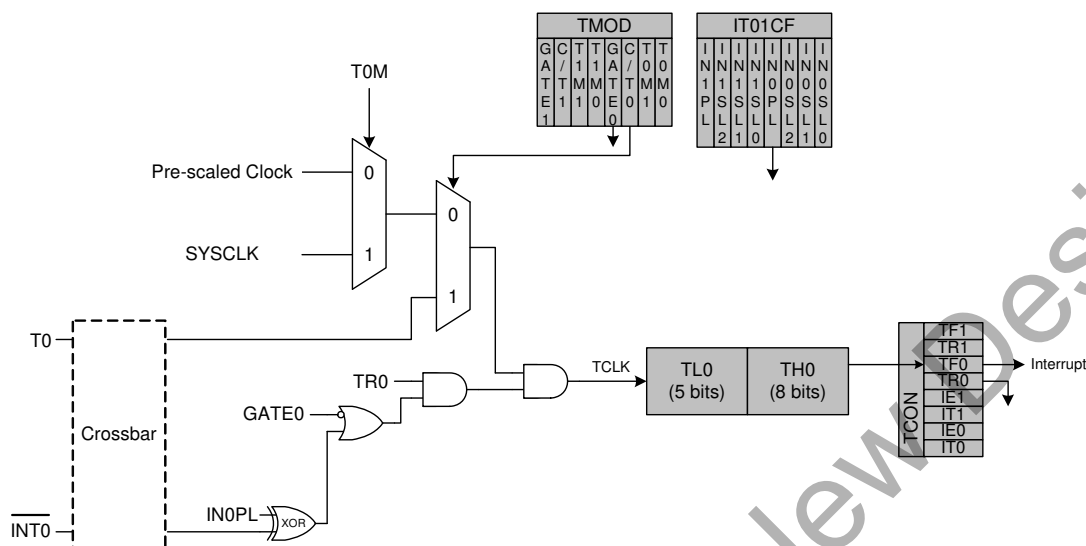 TMOD
GATE1
C/T1
T1M1
T1M0
GATE0
C/T0
T0M1
T0M0
IT01CF
IN1PL
IN1SL2
IN1SL1
IN1SL0
IN0PL
IN0SL2
IN0SL1
IN0SL0
T0M
Pre-scaled Clock
0
SYSCLK
1
0
1
T0
Crossbar
TR0
GATE0
IN0PL
XOR
INT0
TCLK
TL0
(5 bits)
TH0
(8 bits)
TCON
TF1
TR1
TF0
TR0
IE1
IT1
IE0
IT0
Interrupt
New Desi